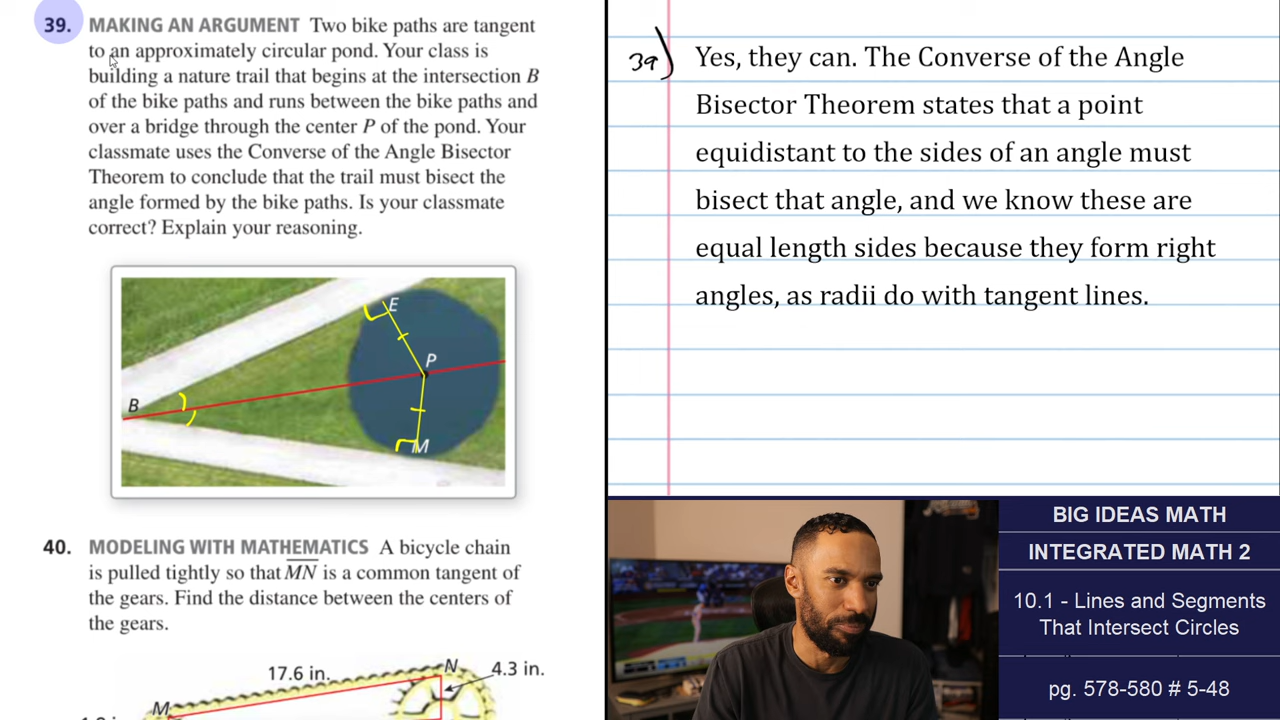 39. MAKING AN ARGUMENT Two bike paths are tangent
to an approximately circular pond. Your class is
building a nature trail that begins at the intersection B
of the bike paths and runs between the bike paths and
over a bridge through the center P of the pond. Your
classmate uses the Converse of the Angle Bisector
Theorem to conclude that the trail must bisect the
angle formed by the bike paths. Is your classmate
correct? Explain your reasoning.
E
P
B
M
40. MODELING WITH MATHEMATICS A bicycle chain
is pulled tightly so that MN is a common tangent of
the gears. Find the distance between the centers of
the gears.
17.6 in.
N
4.3 in.
M
39) Yes, they can. The Converse of the Angle
Bisector Theorem states that a point
equidistant to the sides of an angle must
bisect that angle, and we know these are
equal length sides because they form right
angles, as radii do with tangent lines.
BIG IDEAS MATH
INTEGRATED MATH 2
10.1 - Lines and Segments
That Intersect Circles
pg. 578-580 # 5-48